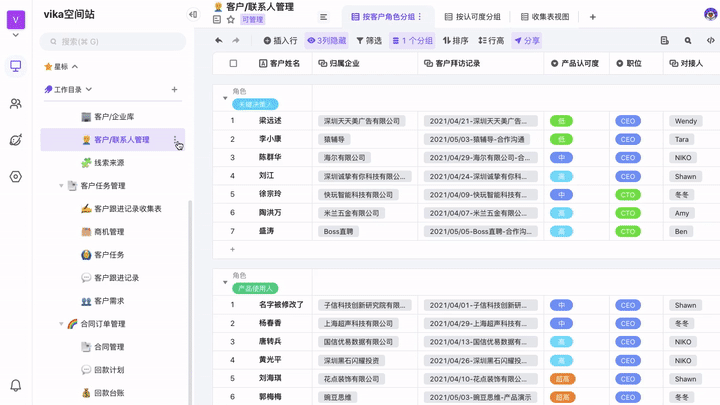 V
vika空间站
搜索(⌘ G)
星标
工作目录
客户/企业库
客户/联系人管理
线索来源
客户任务管理
客户跟进记录收集表
商机管理
客户任务
客户跟进记录
客户需求
合同订单管理
合同管理
回款计划
回款台账
客户/联系人管理
可管理
按客户角色分组
按认可度分组
收集表视图
插入行 3列隐藏 筛选 1 个分组 排序 行高 分享
客户姓名 归属企业 客户拜访记录 产品认可度 职位 对接人
角色
关键决策人
1 梁远述 深圳天天美广告有限公司 2021/04/21-深圳天天美广... 低 CEO Wendy
2 李小康 猿辅导 2021/05/03-猿辅导-合作沟通 低 CEO Tara
3 陈群华 海尔有限公司 2021/04/29-海尔有限公司-合... 中 CEO NIKO
4 刘江 深圳诚挚有你科技有限公... 2021/04/24-深圳诚挚有你科... 高 CEO Shawn
5 徐宗玲 快玩智能科技有限公司 2021/04/09-快玩智能科技有... 中 CTO 冬冬
6 陶洪万 米兰五金有限公司 2021/04/07-米兰五金有限公... 高 CTO Amy
7 盛涛 Boss直聘 2021/05/05-Boss直聘-合作沟... 高 CTO Ben
角色
产品使用人
1 名字被修改了 子信科技创新研究院有限... 2021/04/01-子信科技创新研... 中 CEO Shawn
2 杨春香 上海超声科技有限公司 2021/04/29-上海超声科技有... 中 CEO 冬冬
3 唐转兵 国信优易数据有限公司 2021/04/13-国信优易数据有... 高 CEO NIKO
4 黄光平 深圳黑石闪耀投资 2021/04/26-深圳黑石闪耀投... 高 CEO NIKO
5 刘海琪 花点装饰有限公司 2021/04/10-花点装饰有限公... 超高 CEO Shawn
6 郭梅梅 豌豆思维 2021/05/03-豌豆思维-产品演示 超高 CEO 冬冬